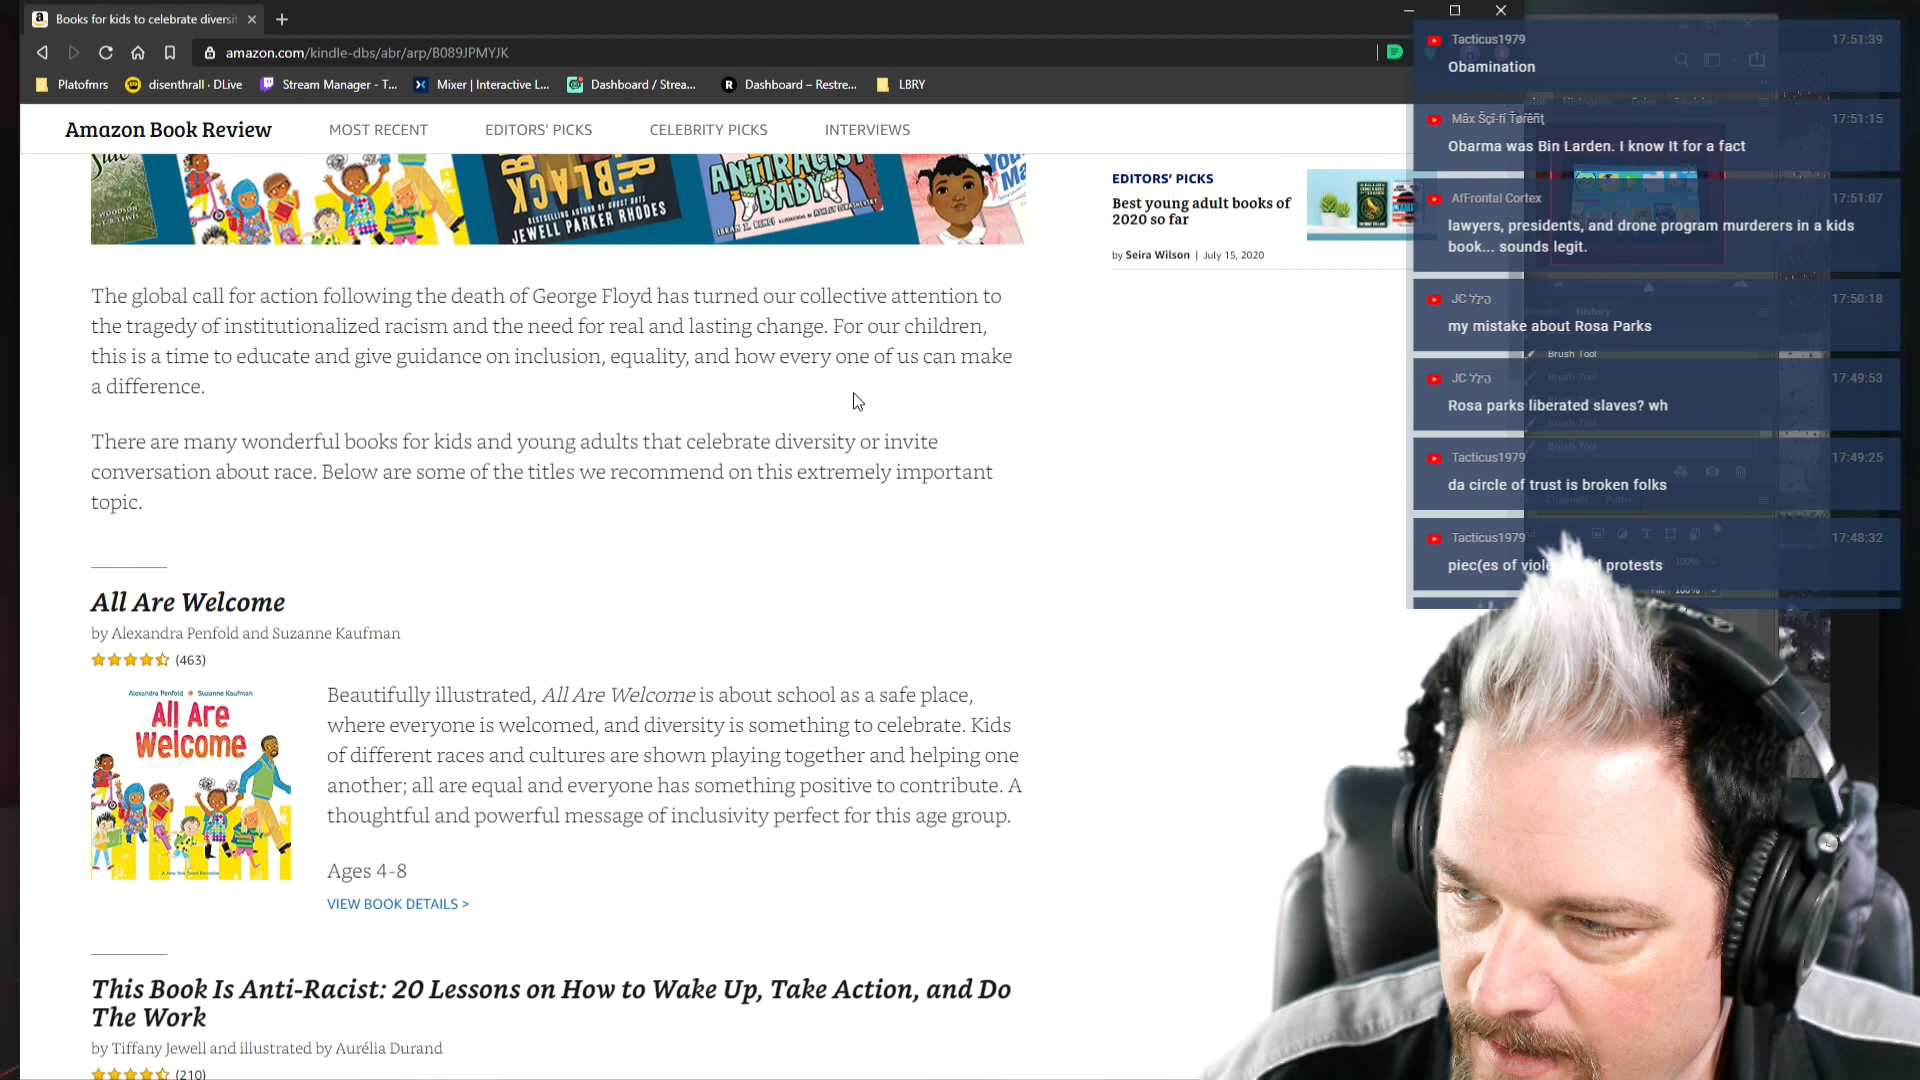 Books for kids to celebrate diversi
amazon.com/kindle-dbs/abr/arp/B089JPMYJK
Platofmrs
disenthrall · DLive
Stream Manager - T...
Mixer | Interactive L...
Dashboard / Strea...
Dashboard – Restre...
LBRY
Amazon Book Review
MOST RECENT
EDITORS' PICKS
CELEBRITY PICKS
INTERVIEWS
BESTSELLING AUTHOR OF GHOST BOYS
JEWELL PARKER RHODES
ANTIRACIST
BABY
EDITORS' PICKS
Best young adult books of
2020 so far
by Seira Wilson | July 15, 2020
The global call for action following the death of George Floyd has turned our collective attention to
the tragedy of institutionalized racism and the need for real and lasting change. For our children,
this is a time to educate and give guidance on inclusion, equality, and how every one of us can make
a difference.
There are many wonderful books for kids and young adults that celebrate diversity or invite
conversation about race. Below are some of the titles we recommend on this extremely important
topic.
All Are Welcome
by Alexandra Penfold and Suzanne Kaufman
(463)
Alexandra Penfold Suzanne Kaufman
All Are
Welcome
Beautifully illustrated, All Are Welcome is about school as a safe place,
where everyone is welcomed, and diversity is something to celebrate. Kids
of different races and cultures are shown playing together and helping one
another; all are equal and everyone has something positive to contribute. A
thoughtful and powerful message of inclusivity perfect for this age group.
Ages 4-8
VIEW BOOK DETAILS >
This Book Is Anti-Racist: 20 Lessons on How to Wake Up, Take Action, and Do
The Work
by Tiffany Jewell and illustrated by Aurélia Durand
(210)
Tacticus1979 17:51:39
Obamination
17:51:15
Obarma was Bin Larden. I know It for a fact
AfFrontal Cortex 17:51:07
lawyers, presidents, and drone program murderers in a kids
book... sounds legit.
JC 17:50:18
my mistake about Rosa Parks
Brush Tool
JC 17:49:53
Rosa parks liberated slaves? wh
Brush Tool
Tacticus1979 17:49:25
da circle of trust is broken folks
Tacticus1979 17:48:32
piec(es of viole protests